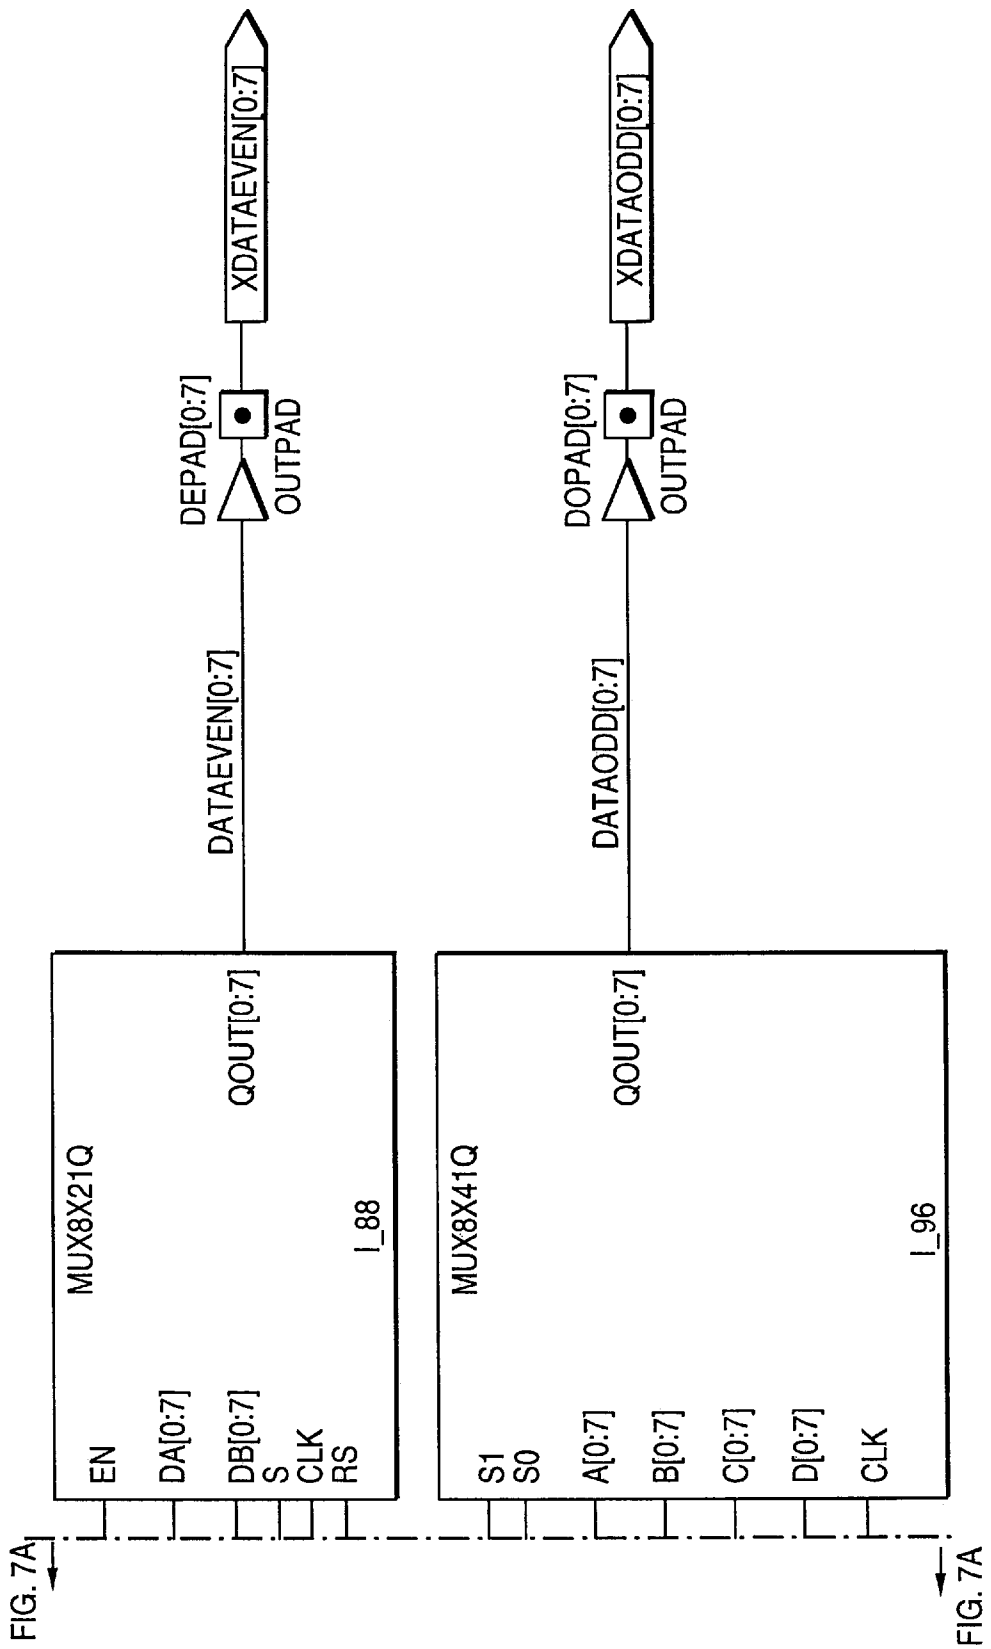 FIG. 7A
MUX8X21Q
EN
DA[0:7]
DB[0:7]
S
CLK
RS
QOUT[0:7]
I_88
DATAEVEN[0:7]
DEPAD[0:7]
OUTPAD
XDATAEVEN[0:7]
MUX8X41Q
S1
S0
A[0:7]
B[0:7]
C[0:7]
D[0:7]
CLK
QOUT[0:7]
I_96
DATAODD[0:7]
DOPAD[0:7]
OUTPAD
XDATAODD[0:7]
FIG. 7A